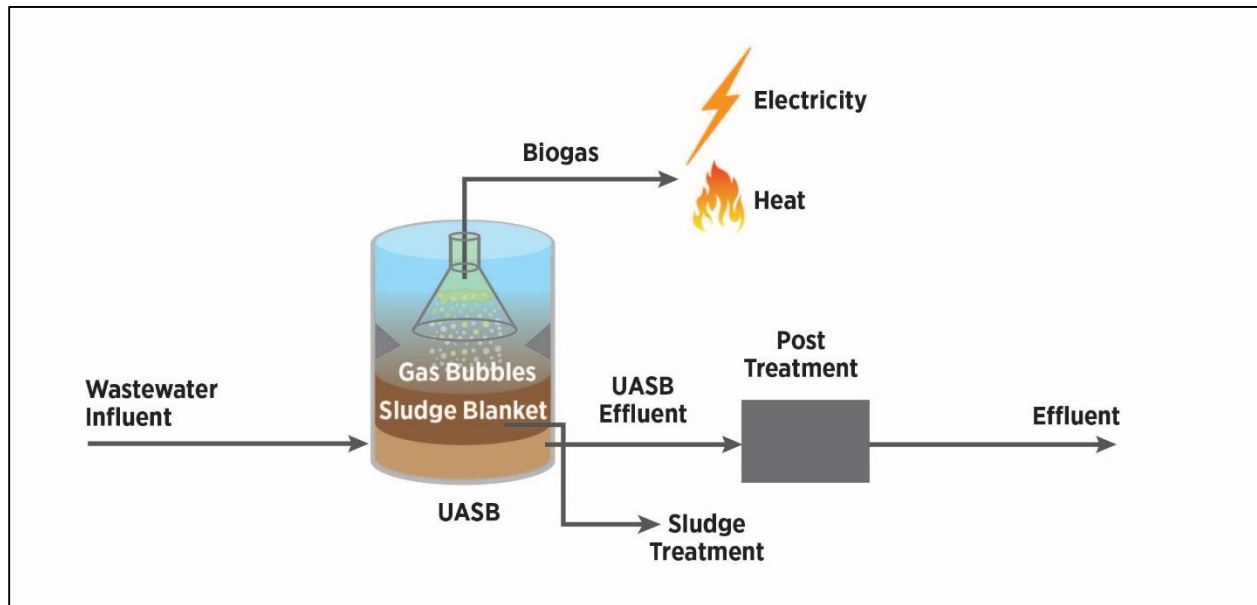 Electricity
Biogas
Heat
Post
Treatment
Gas Bubbles
Wastewater
Influent
Sludge Blanket
UASB
Effluent
Effluent
UASB
Sludge
Treatment